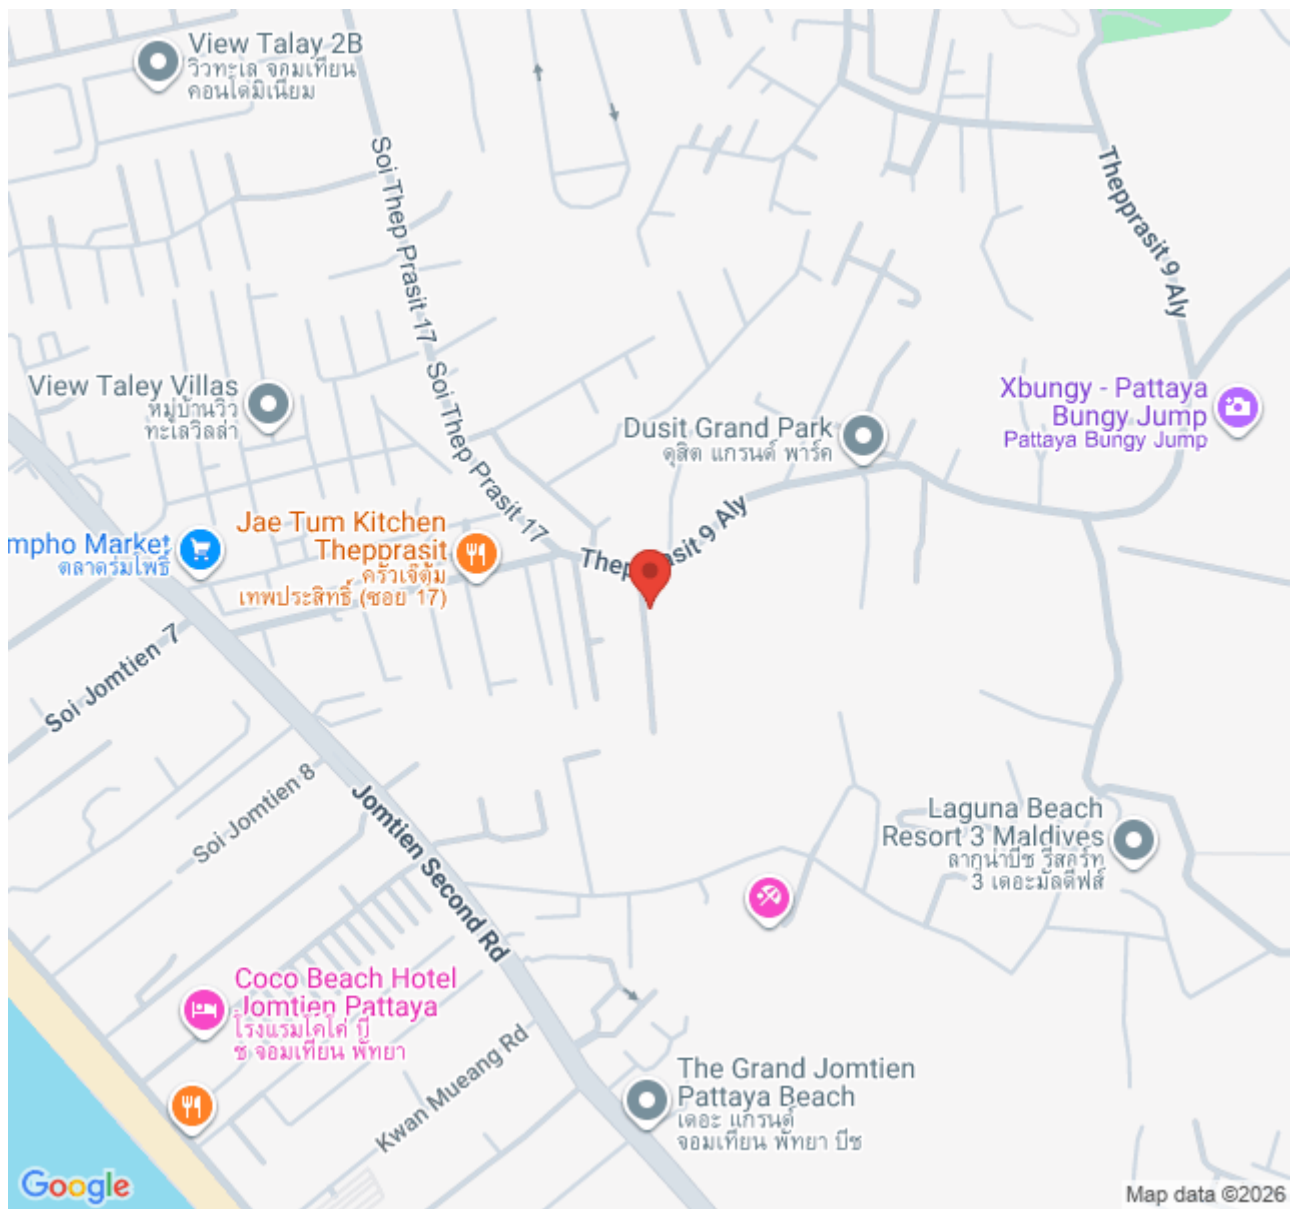 View Talay 2B
วิวทะเล จอมเทียน
คอนโดมิเนียม
Soi Thep Prasit 17
Thepprasit 9 Aly
View Taley Villas
หมู่บ้านวิว
ทะเลวิลล่า
Soi Thep Prasit 17
Xbungy - Pattaya
Bungy Jump
Pattaya Bungy Jump
Dusit Grand Park
ดุสิต แกรนด์ พาร์ค
mpho Market
ตลาดร่มโพธิ์
Jae Tum Kitchen
Thepprasit
ครัวเจ๊ตุ้ม
เทพประสิทธิ์ (ซอย 17)
Soi Jomtien 7
Soi Jomtien 8
Jomtien Second Rd
Laguna Beach
Resort 3 Maldives
ลากูน่าบีช รีสอร์ท
3 เดอะมัลดีฟส์
Coco Beach Hotel
Jomtien Pattaya
โรงแรมโคโค่ บี
ช จอมเทียน พัทยา
Kwan Mueang Rd
The Grand Jomtien
Pattaya Beach
เดอะ แกรนด์
จอมเทียน พัทยา บีช
Google
Map data ©2026